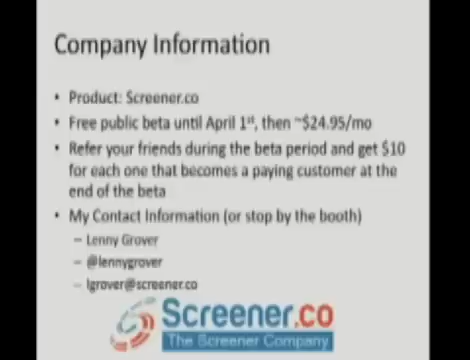 Company Information
• Product: Screener.co
• Free public beta until April 1st, then ~$24.95/mo
• Refer your friends during the beta period and get $10
for each one that becomes a paying customer at the
end of the beta
• My Contact Information (or stop by the booth)
– Lenny Grover
– @lennygrover
– lgrover@screener.co
Screener.co
The Screener Company